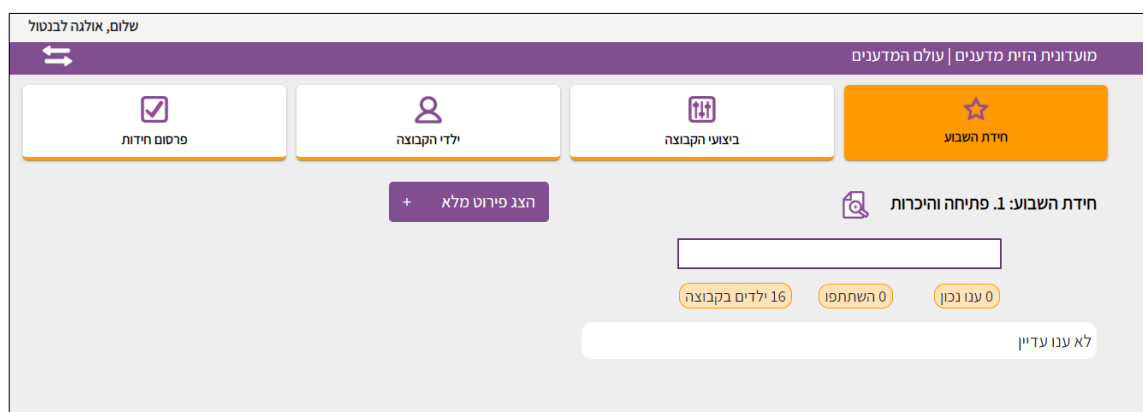 שלום, אולגה לבנטול
מועדונית הזית מדענים | עולם המדענים
חידת השבוע
ביצועי הקבוצה
ילדי הקבוצה
פרסום חידות
חידת השבוע: 1. פתיחה והיכרות
הצג פירוט מלא +
0 ענו נכון
0 השתתפו
16 ילדים בקבוצה
לא ענו עדיין